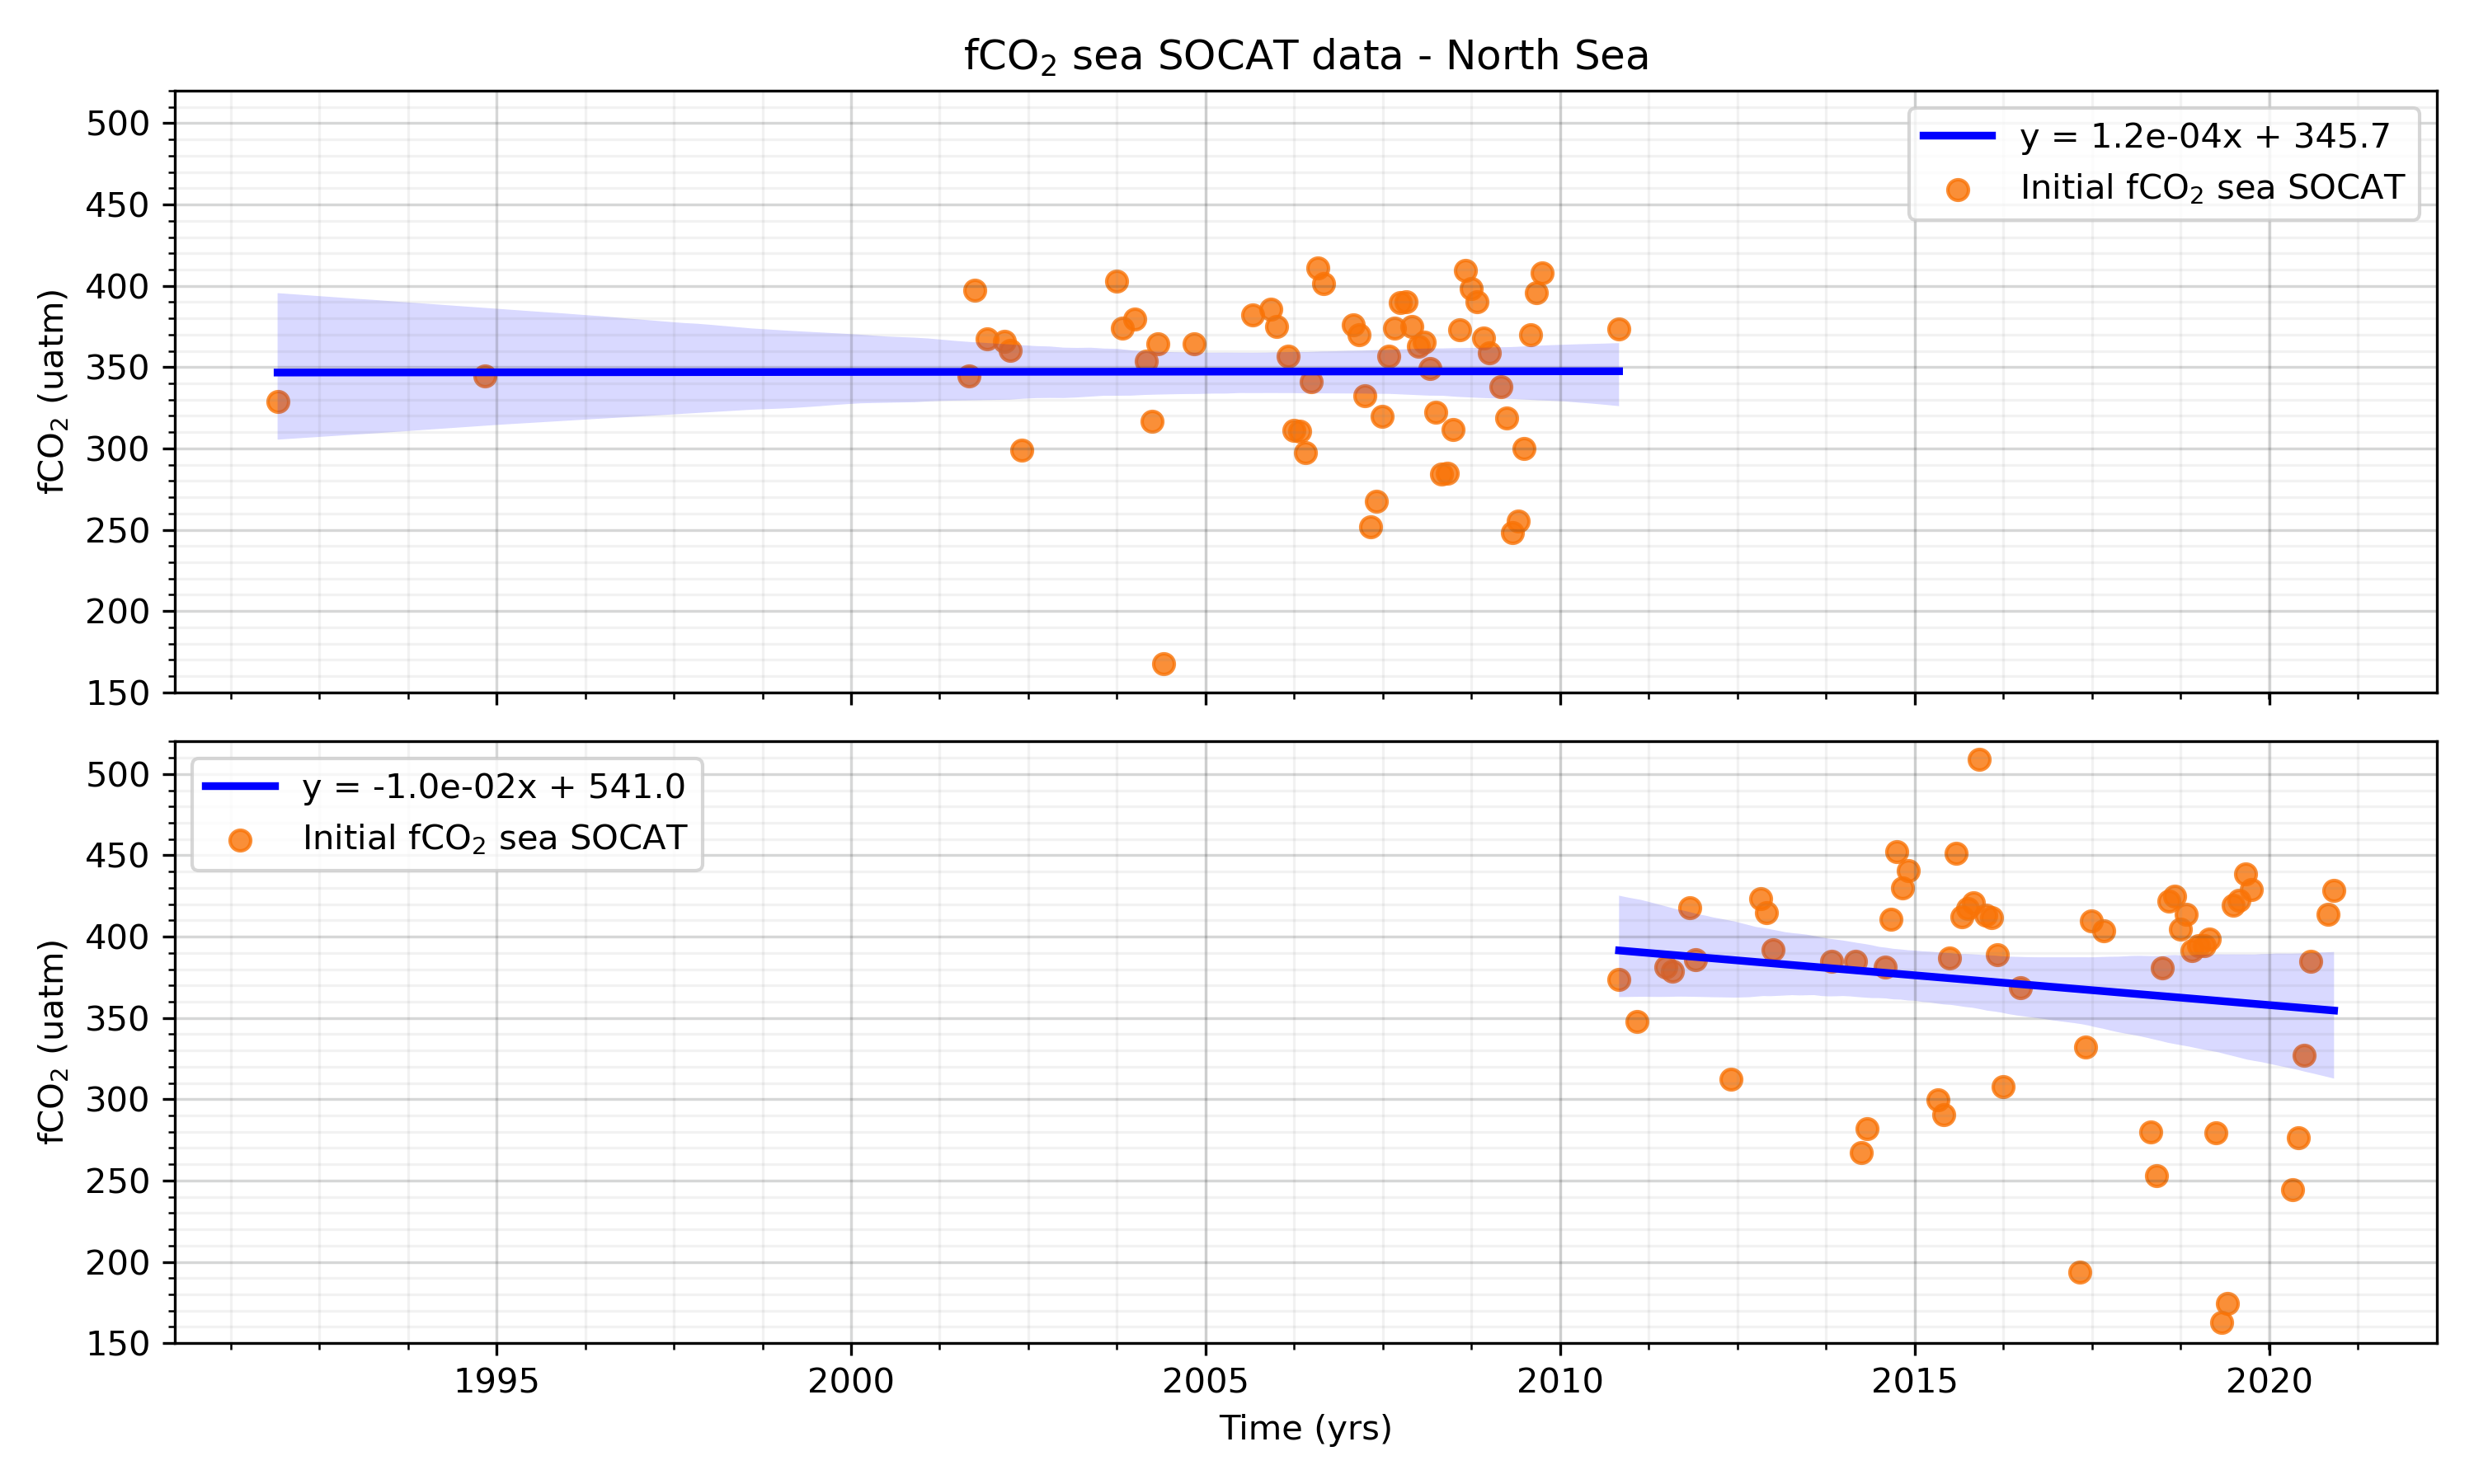 fCO₂ sea SOCAT data - North Sea
500
450
400
350
300
250
200
150
fCO₂ (uatm)
y = 1.2e-04x + 345.7
Initial fCO₂ sea SOCAT
500
450
400
350
300
250
200
150
fCO₂ (uatm)
y = -1.0e-02x + 541.0
Initial fCO₂ sea SOCAT
1995 2000 2005 2010 2015 2020
Time (yrs)